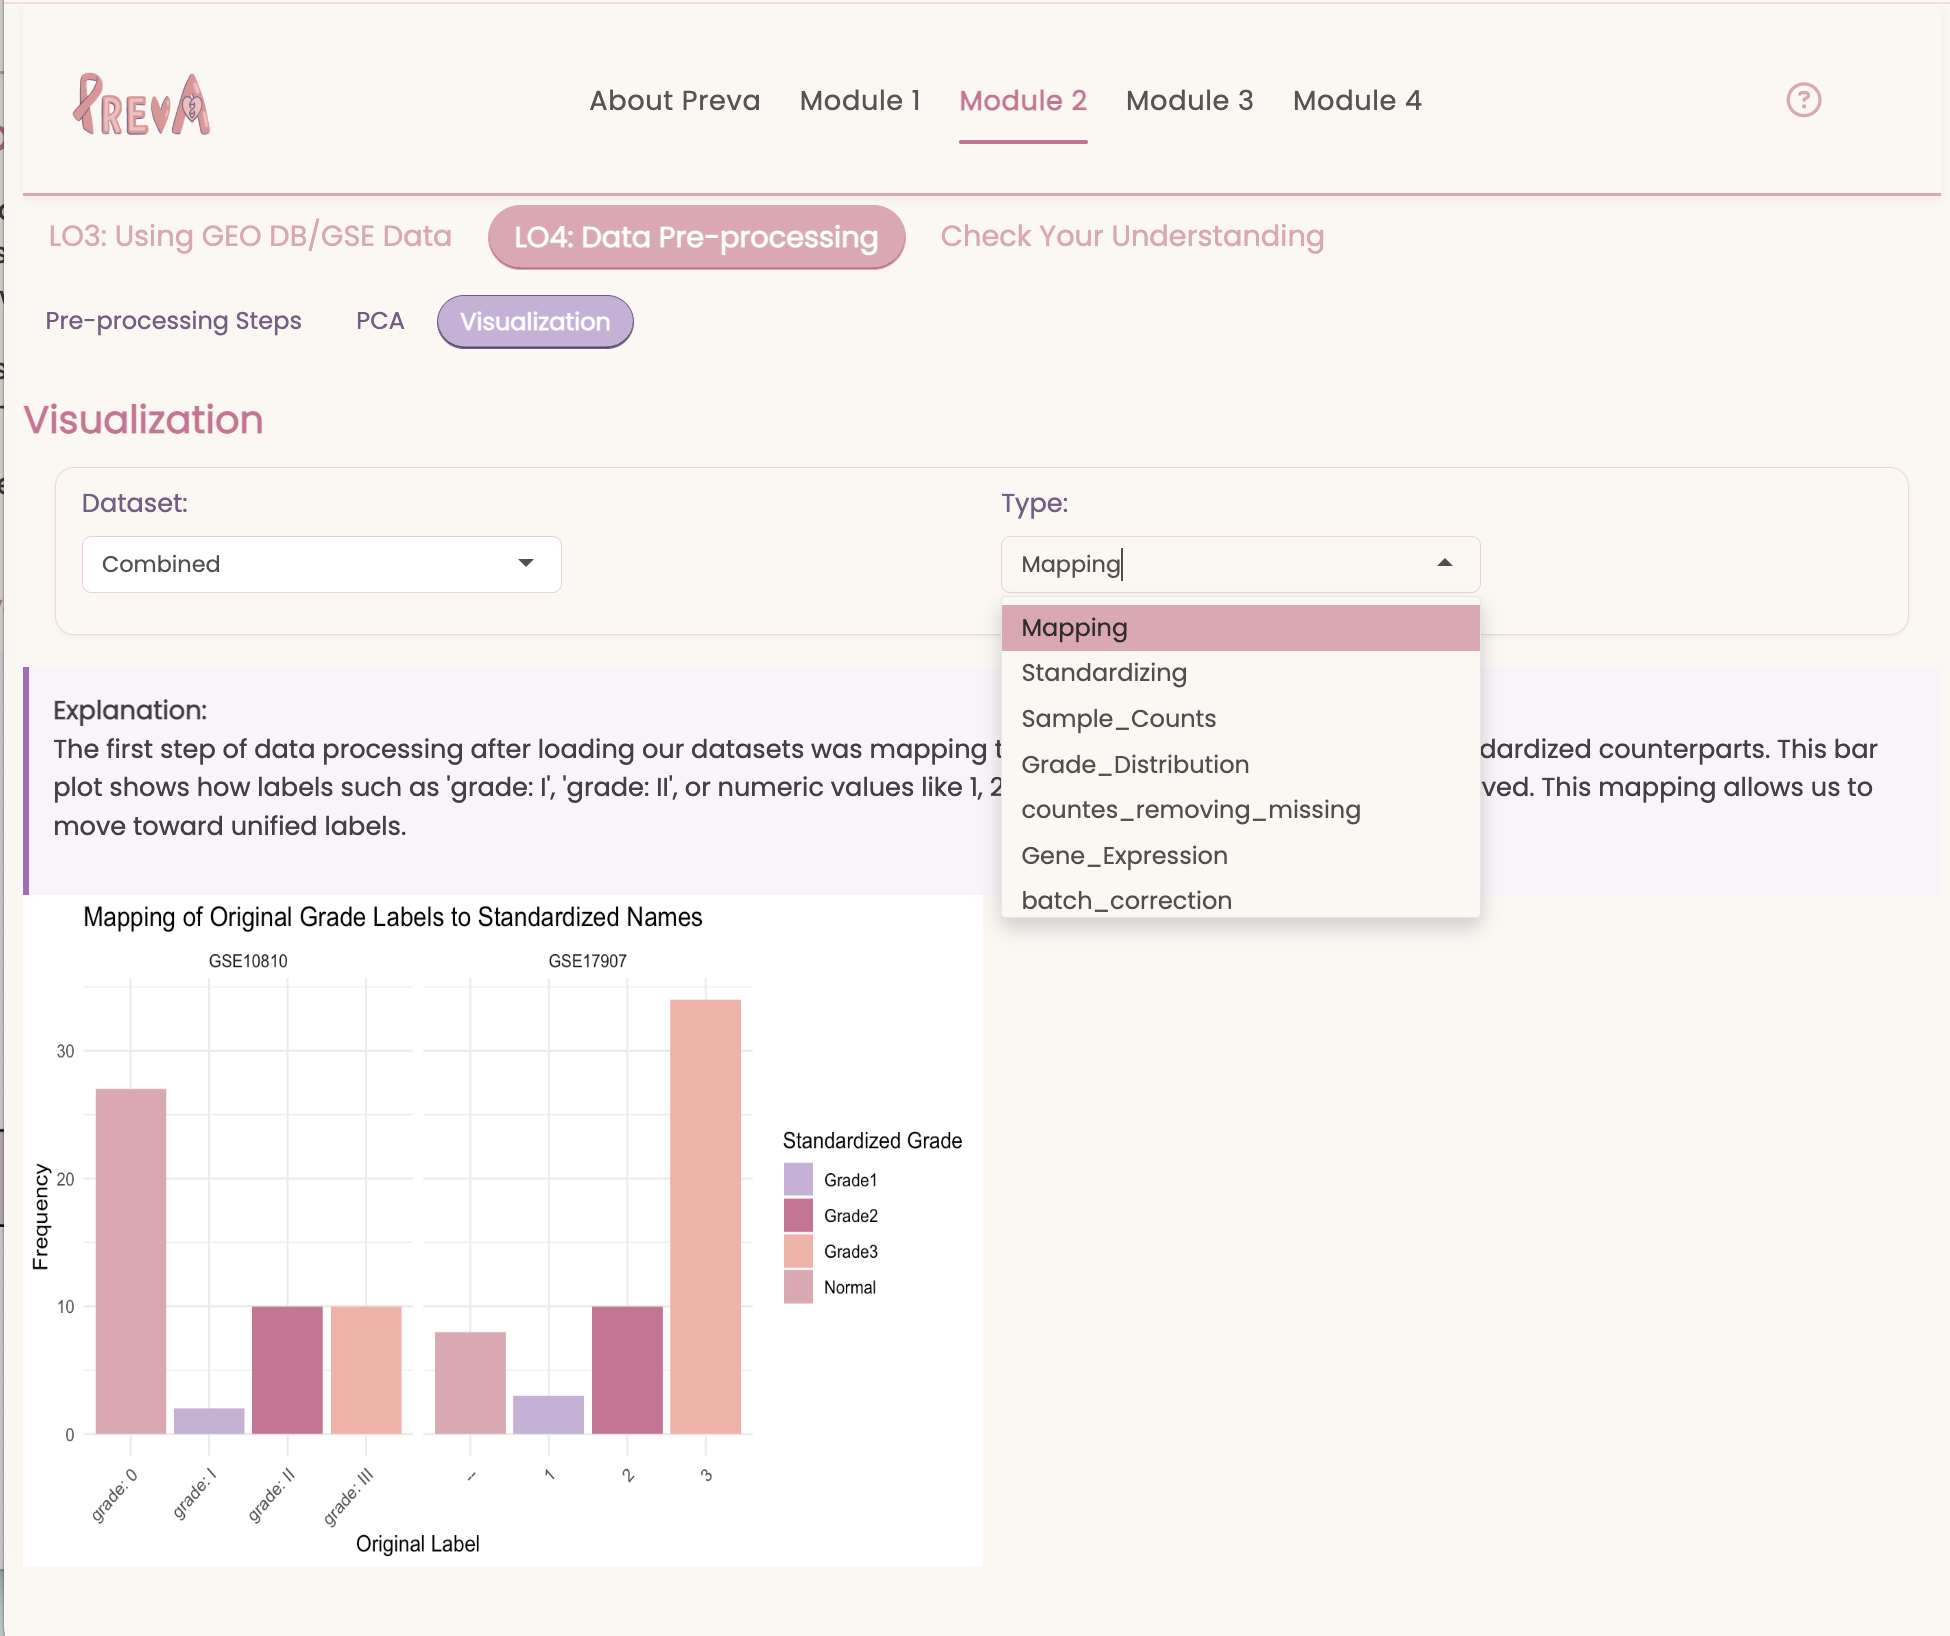 PREVA
About Preva Module 1 Module 2 Module 3 Module 4 ?
LO3: Using GEO DB/GSE Data LO4: Data Pre-processing Check Your Understanding
Pre-processing Steps PCA Visualization
Visualization
Dataset: Type:
Combined Mapping
Mapping
Standardizing
Sample_Counts
Grade_Distribution
countes_removing_missing
Gene_Expression
batch_correction
Explanation:
The first step of data processing after loading our datasets was mapping dardized counterparts. This bar
plot shows how labels such as 'grade: I', 'grade: II', or numeric values like 1, 2 ved. This mapping allows us to
move toward unified labels.
Mapping of Original Grade Labels to Standardized Names
GSE10810 GSE17907
30
20
10
0
Frequency
grade: 0 grade: I grade: II grade: III -- 1 2 3
Original Label
Standardized Grade
Grade1
Grade2
Grade3
Normal